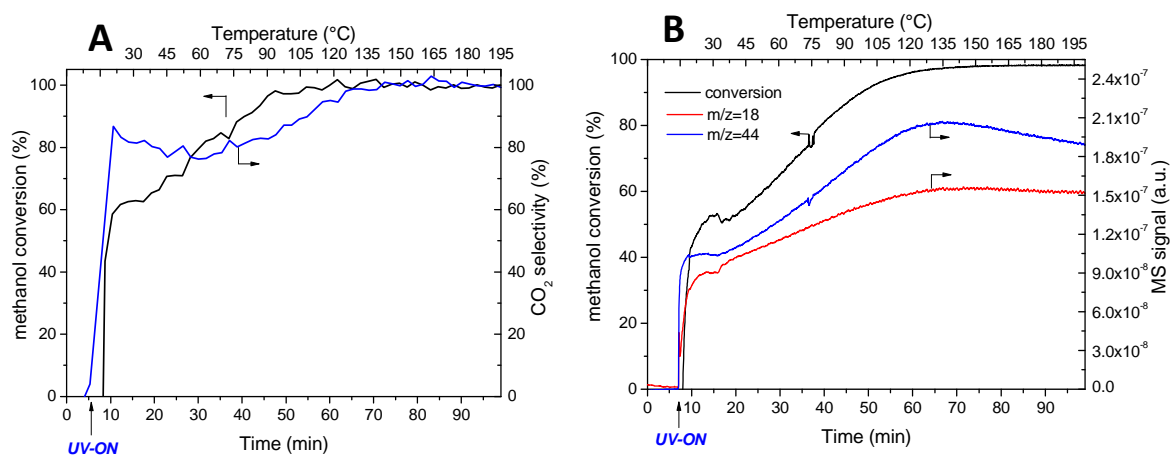 A
Temperature (°C)
30 45 60 75 90 105 120 135 150 165 180 195
methanol conversion (%)
100
80
60
40
20
0
100
80
60
40
20
0
CO₂ selectivity (%)
0 10 20 30 40 50 60 70 80 90
Time (min)
UV-ON
B
Temperature (°C)
15 30 45 60 75 90 105 120 135 150 165 180 195
methanol conversion (%)
100
80
60
40
20
0
conversion
m/z=18
m/z=44
2.4x10⁻⁷
2.1x10⁻⁷
1.8x10⁻⁷
1.5x10⁻⁷
1.2x10⁻⁷
9.0x10⁻⁸
6.0x10⁻⁸
3.0x10⁻⁸
0.0
MS signal (a.u.)
0 10 20 30 40 50 60 70 80 90
Time (min)
UV-ON